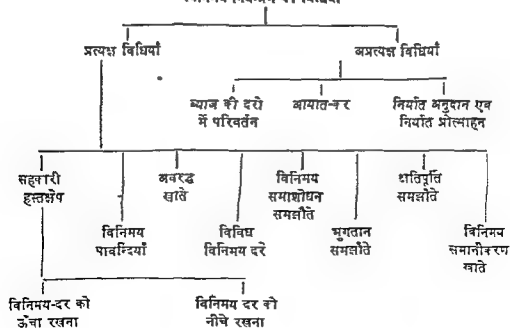 प्रत्यक्ष विधियाँ
अप्रत्यक्ष विधियाँ
ब्याज की दरो
में परिवर्तन
आयात-कर
निर्यात अनुदान एव
निर्यात प्रोत्साहन
सहकारी
हस्तक्षेप
अवरुद्ध
खाते
विनिमय
समाशोधन
समझौते
क्षतिपूर्ति
समझौते
विनिमय
पाबन्दियाँ
विविध
विनिमय दरें
भुगतान
समझौते
विनिमय
समानीकरण
खाते
विनिमय-दर को
ऊँचा रखना
विनिमय दर को
नीचे रखना